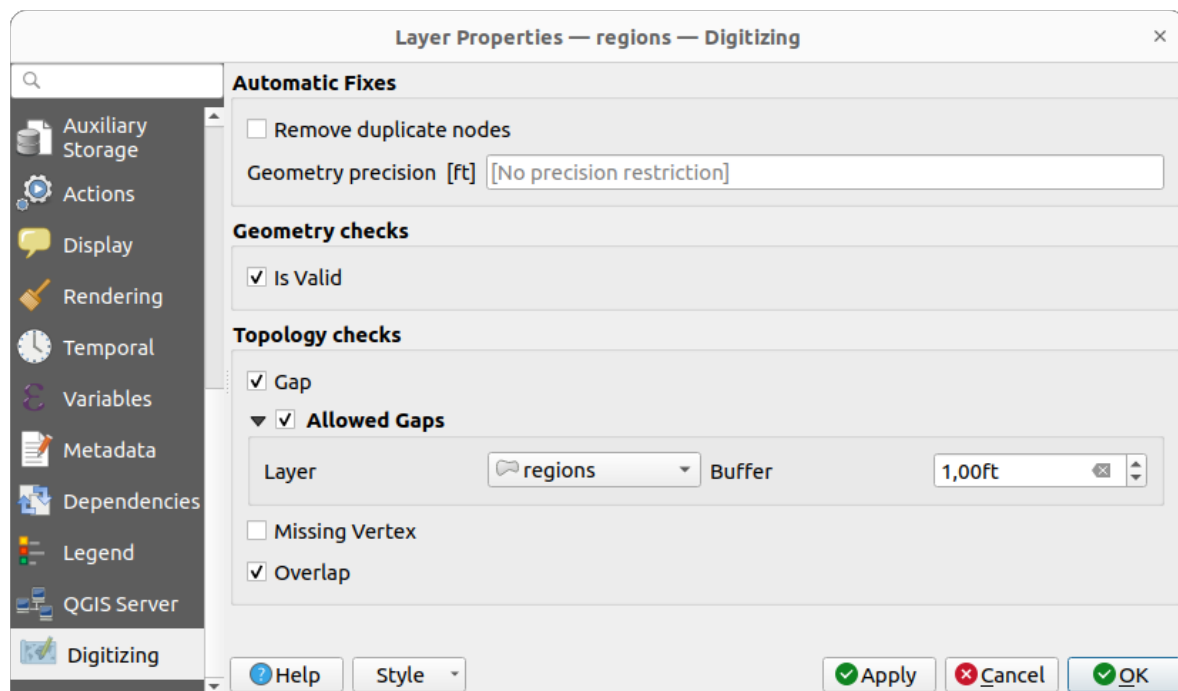 Layer Properties — regions — Digitizing
Auxiliary
Storage
Actions
Display
Rendering
Temporal
Variables
Metadata
Dependencies
Legend
QGIS Server
Digitizing
Automatic Fixes
Remove duplicate nodes
Geometry precision [ft] [No precision restriction]
Geometry checks
Is Valid
Topology checks
Gap
Allowed Gaps
Layer regions Buffer 1,00ft
Missing Vertex
Overlap
Help Style Apply Cancel OK